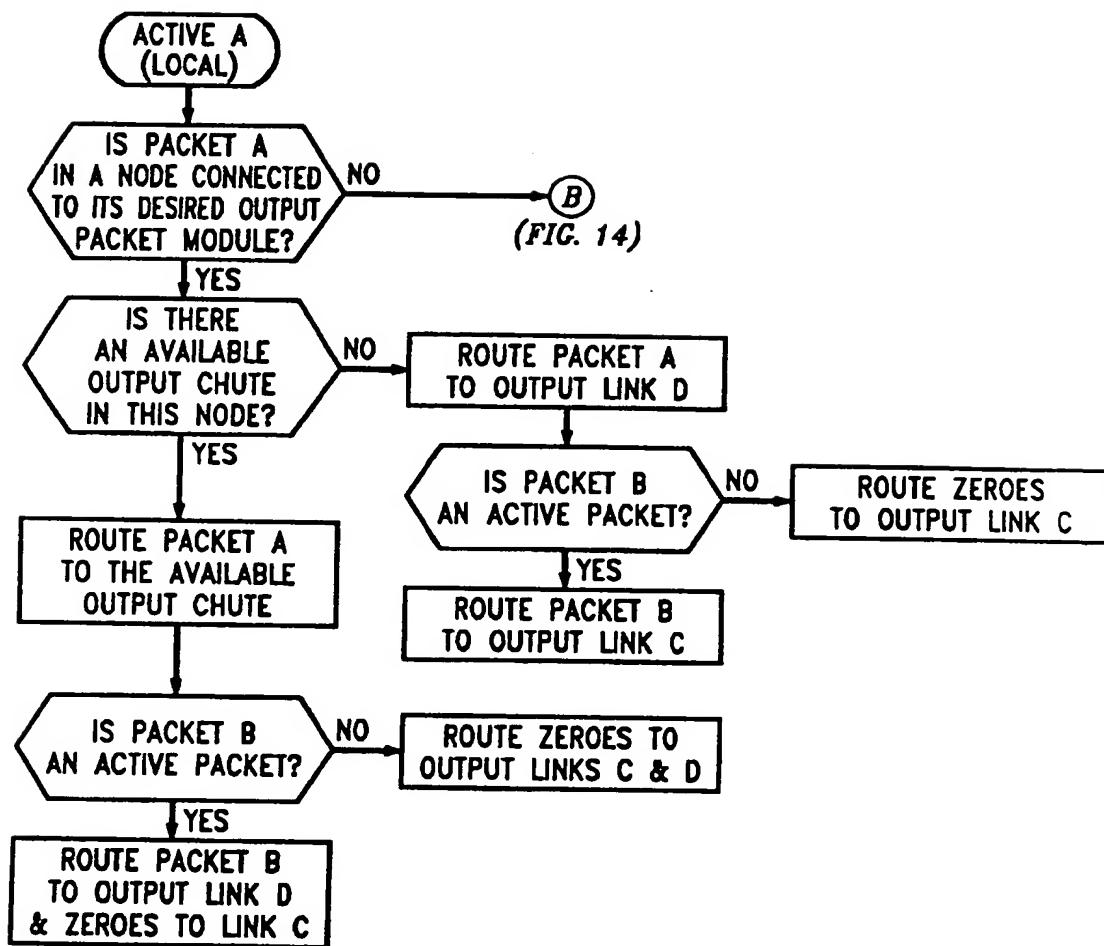 ACTIVE A
(LOCAL)
IS PACKET A
IN A NODE CONNECTED
TO ITS DESIRED OUTPUT
PACKET MODULE?
NO
B
(FIG. 14)
YES
IS THERE
AN AVAILABLE
OUTPUT CHUTE
IN THIS NODE?
NO
ROUTE PACKET A
TO OUTPUT LINK D
YES
IS PACKET B
AN ACTIVE PACKET?
NO
ROUTE ZEROES
TO OUTPUT LINK C
YES
ROUTE PACKET B
TO OUTPUT LINK C
ROUTE PACKET A
TO THE AVAILABLE
OUTPUT CHUTE
IS PACKET B
AN ACTIVE PACKET?
NO
ROUTE ZEROES TO
OUTPUT LINKS C & D
YES
ROUTE PACKET B
TO OUTPUT LINK D
& ZEROES TO LINK C